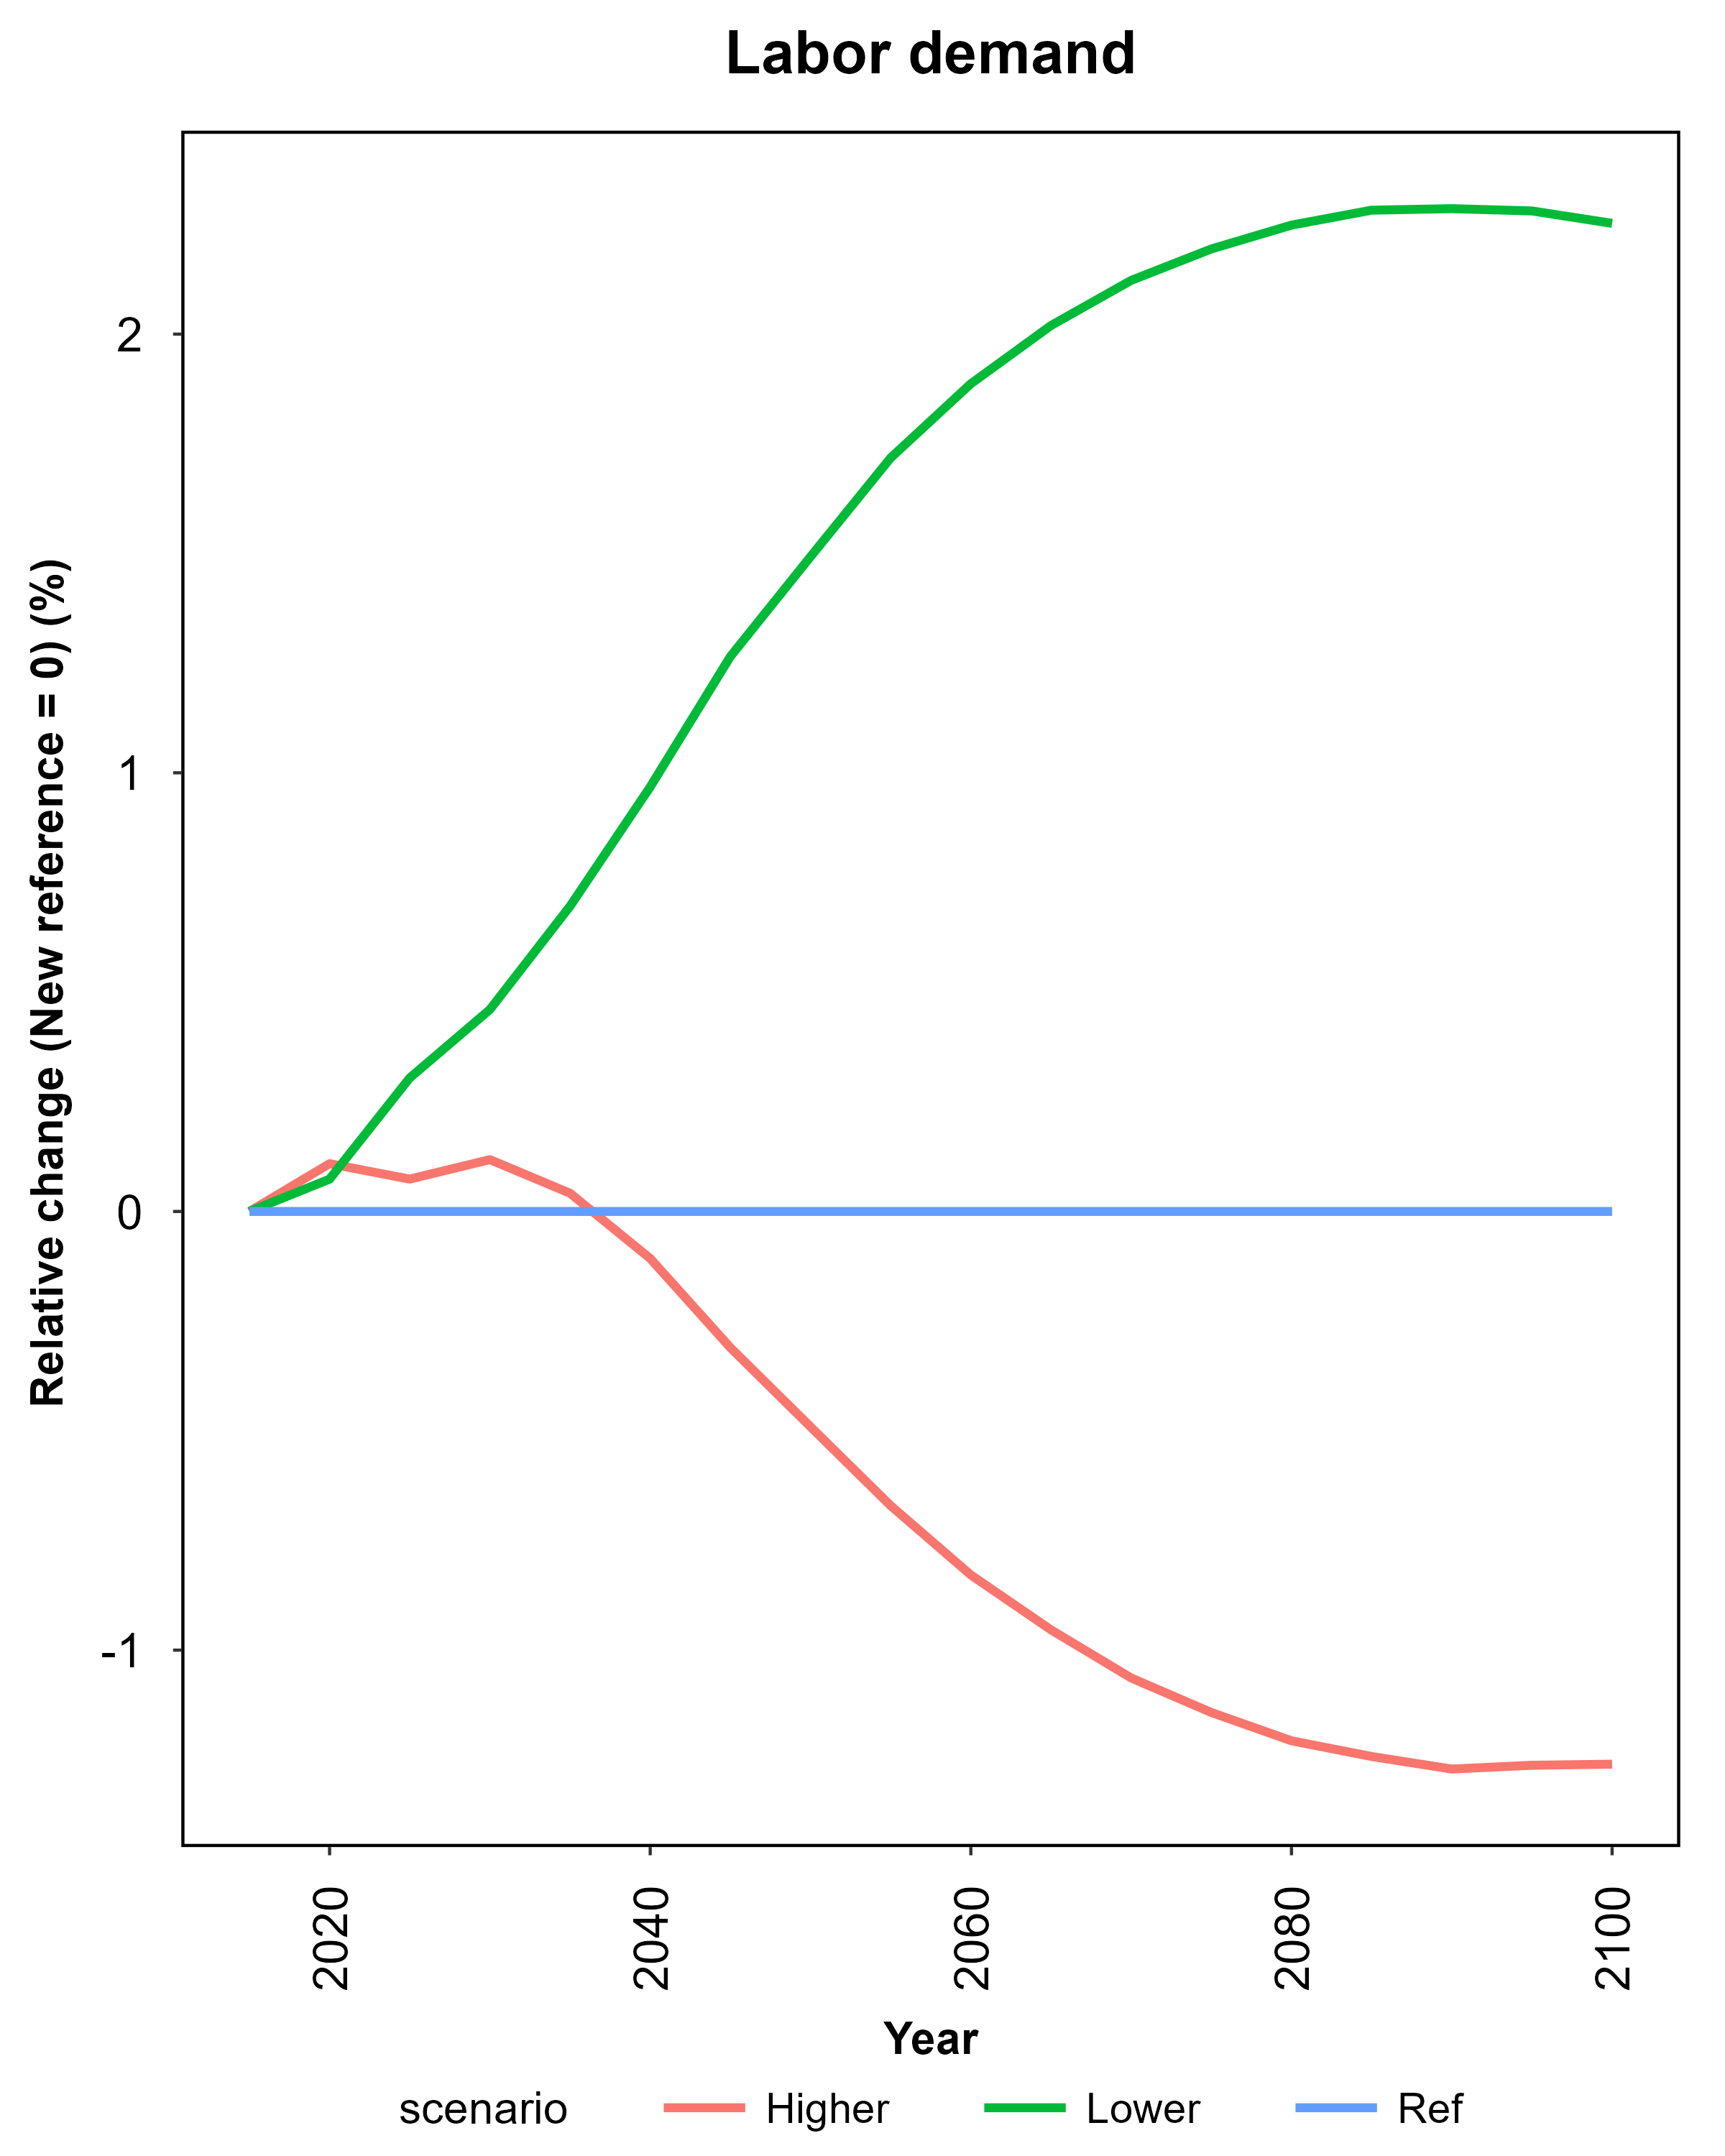 Labor demand
Relative change (New reference = 0) (%)
2
1
0
-1
2020
2040
2060
2080
2100
Year
scenario Higher Lower Ref